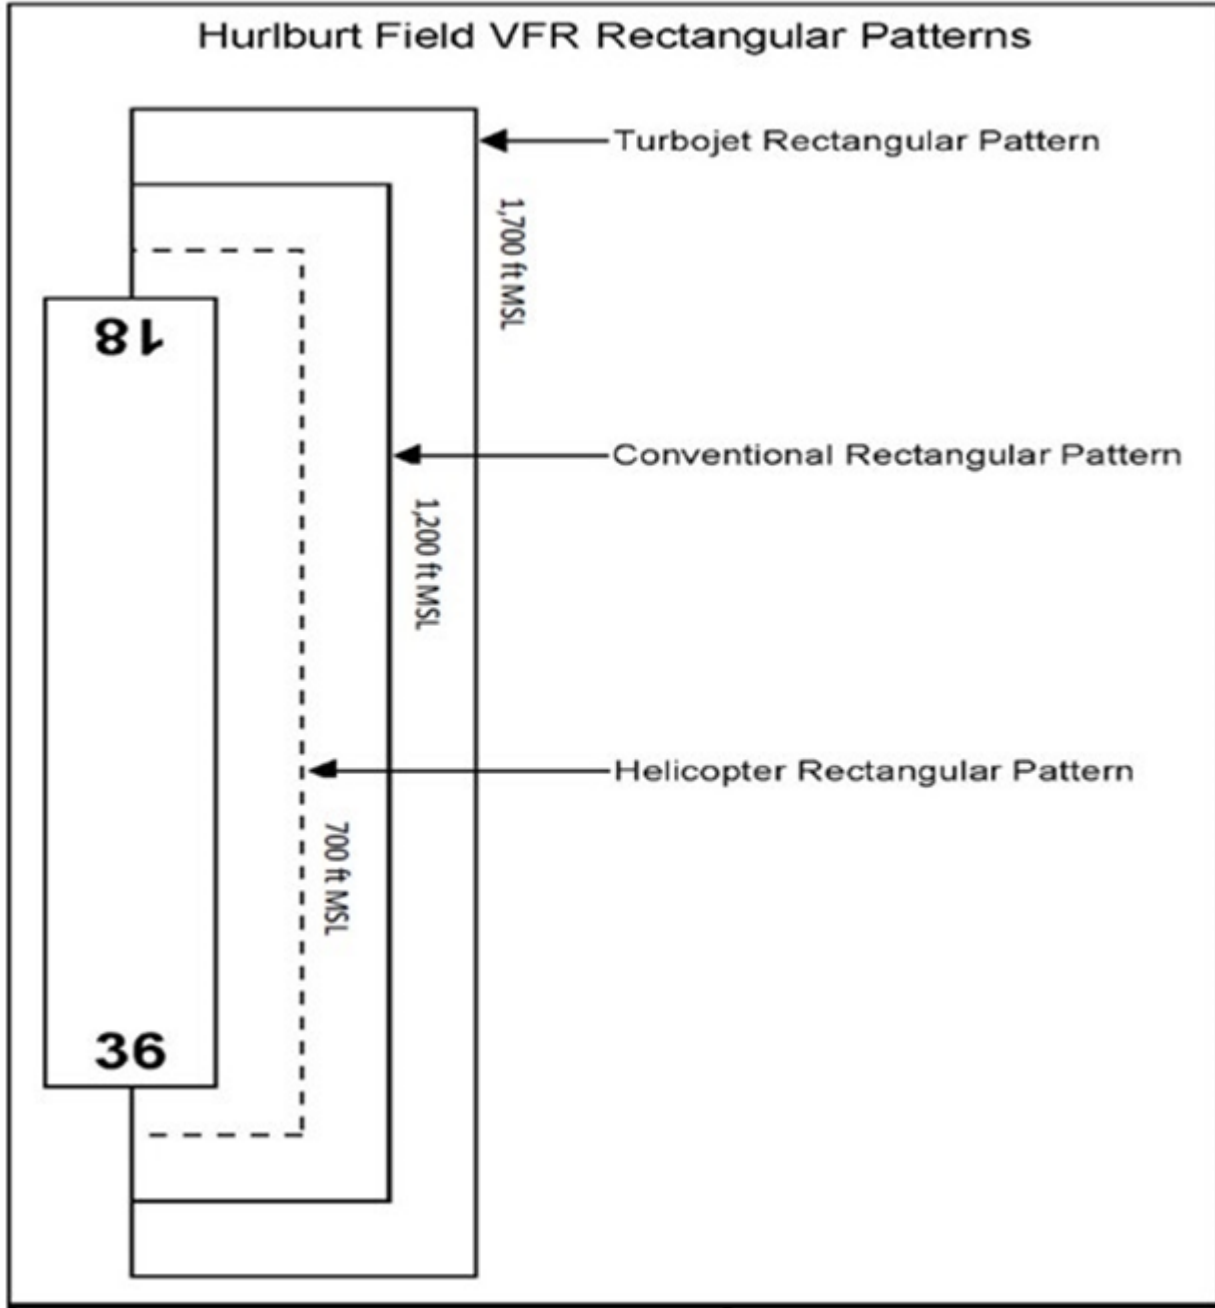 Hurlburt Field VFR Rectangular Patterns
Turbojet Rectangular Pattern
1,700 ft MSL
18
Conventional Rectangular Pattern
1,200 ft MSL
Helicopter Rectangular Pattern
700 ft MSL
36